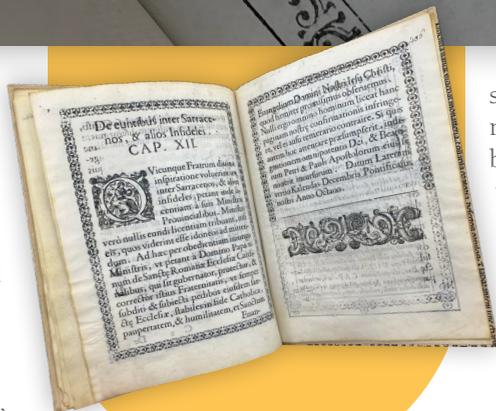 De euntibus inter Sarrace-
nos, & alios Infideles
CAP. XII.
QVicunque Fratrum diuina
inspiratione voluerint ire
inter Sarracenos, & alios
infideles; petant inde li-
centiam à suis Ministris
Prouincialibus. Ministri
verò nullis eundi licentiam tribuant, nisi
eis, quos viderint esse idoneos ad mitten-
dum. Ad hæc per obedientiam iniungo
Ministris, vt petant à Domino Papa v-
num de Sanctæ Romanæ Ecclesiæ Cardi-
nalibus, qui sit gubernator, protector, &
corrector istius Fraternitatis; vt semper
subditi & subiecti pedibus eiusdem san-
ctæ Ecclesiæ, stabiles in fide Catholica,
paupertatem, & humilitatem, et Sanctum
Euan-
Euangelium Domini Nostri Iesu Christi,
quod firmiter promisimus obseruemus.
Nulli ergo omnino hominum liceat hanc
paginam nostræ confirmationis infringe-
re, vel ei ausu temerario contraire. Si quis
autem hoc attentare præsumpserit, indi-
gnationem omnipotentis Dei, & Beato-
rum Petri & Pauli Apostolorum eius
nouerit incursurum. Datum Laterani
tertio Kalendas Decembris Pontificatus
nostri Anno Octauo.